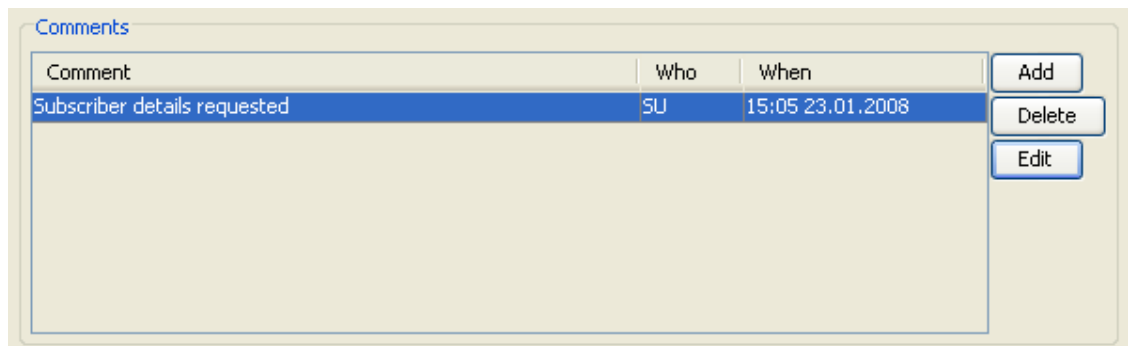 Comments
Comment Who When Add
Subscriber details requested SU 15:05 23.01.2008
Delete
Edit